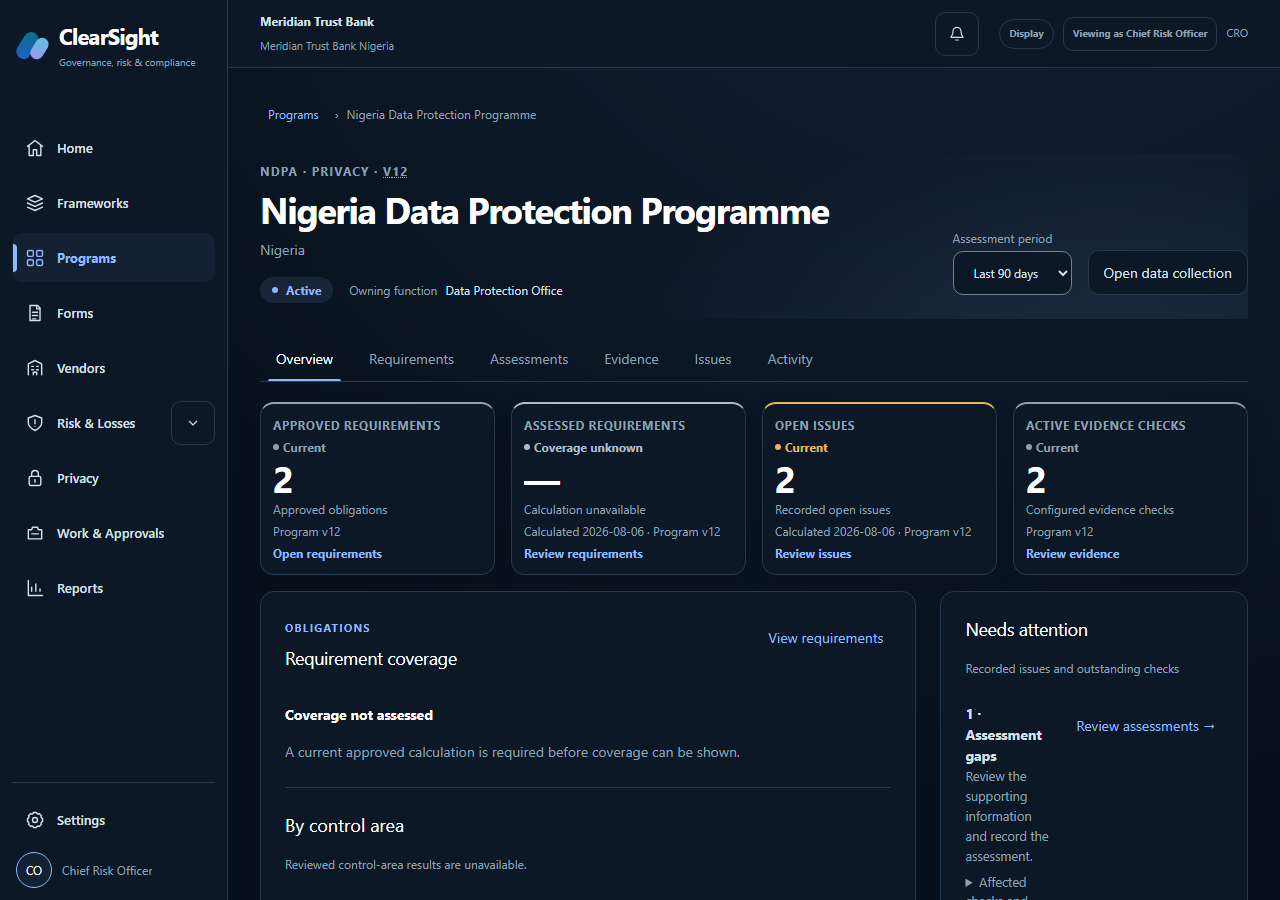 ClearSight
Governance, risk & compliance
Home
Frameworks
Programs
Forms
Vendors
Risk & Losses
Privacy
Work & Approvals
Reports
Settings
CO
Chief Risk Officer
Meridian Trust Bank
Meridian Trust Bank Nigeria
Display
Viewing as Chief Risk Officer
CRO
Programs › Nigeria Data Protection Programme
NDPA · PRIVACY · V12
Nigeria Data Protection Programme
Nigeria
Active
Owning function Data Protection Office
Assessment period
Last 90 days
Open data collection
Overview
Requirements
Assessments
Evidence
Issues
Activity
APPROVED REQUIREMENTS
Current
2
Approved obligations
Program v12
Open requirements
ASSESSED REQUIREMENTS
Coverage unknown
—
Calculation unavailable
Calculated 2026-08-06 · Program v12
Review requirements
OPEN ISSUES
Current
2
Recorded open issues
Calculated 2026-08-06 · Program v12
Review issues
ACTIVE EVIDENCE CHECKS
Current
2
Configured evidence checks
Program v12
Review evidence
OBLIGATIONS
Requirement coverage
View requirements
Coverage not assessed
A current approved calculation is required before coverage can be shown.
By control area
Reviewed control-area results are unavailable.
Needs attention
Recorded issues and outstanding checks
1 ·
Assessment
gaps
Review the
supporting
information
and record the
assessment.
Review assessments →
Affected